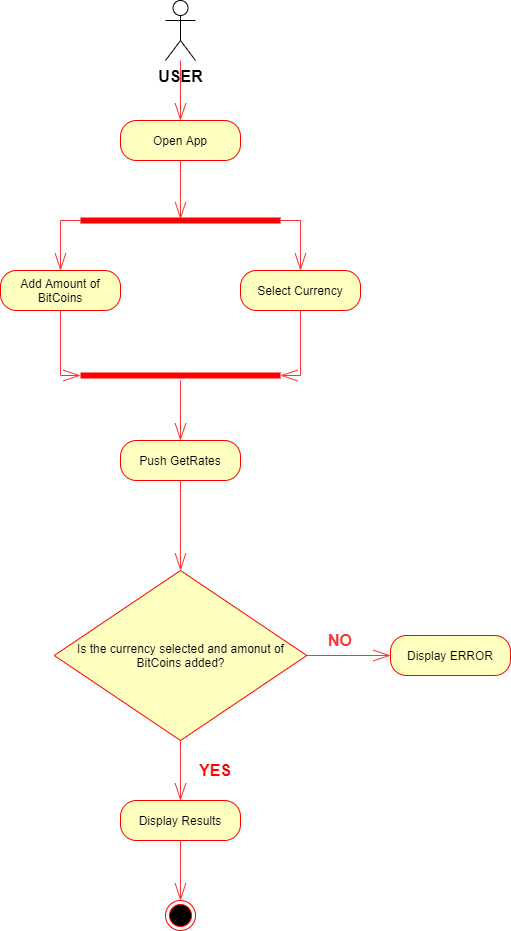 USER
Open App
Add Amount of
BitCoins
Select Currency
Push GetRates
Is the currency selected and amonut of
BitCoins added?
NO
Display ERROR
YES
Display Results